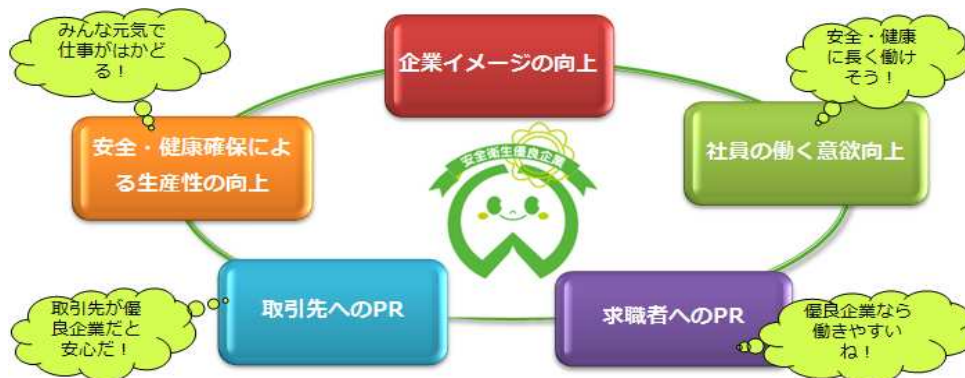 みんな元気で
仕事がはかど
る！
企業イメージの向上
安全・健康
に長く働け
そう！
安全・健康確保によ
る生産性の向上
安全衛生優良企業
社員の働く意欲向上
取引先が優
良企業だと
安心だ！
取引先へのPR
求職者へのPR
優良企業なら
働きやすい
ね！